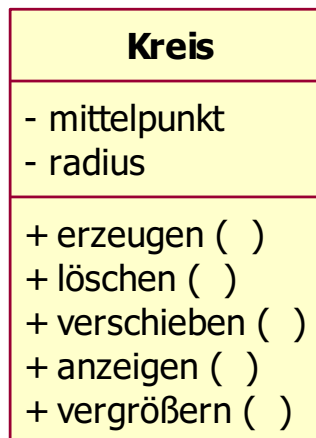 Kreis
- mittelpunkt
- radius
+ erzeugen (  )
+ löschen (  )
+ verschieben (  )
+ anzeigen (  )
+ vergrößern (  )